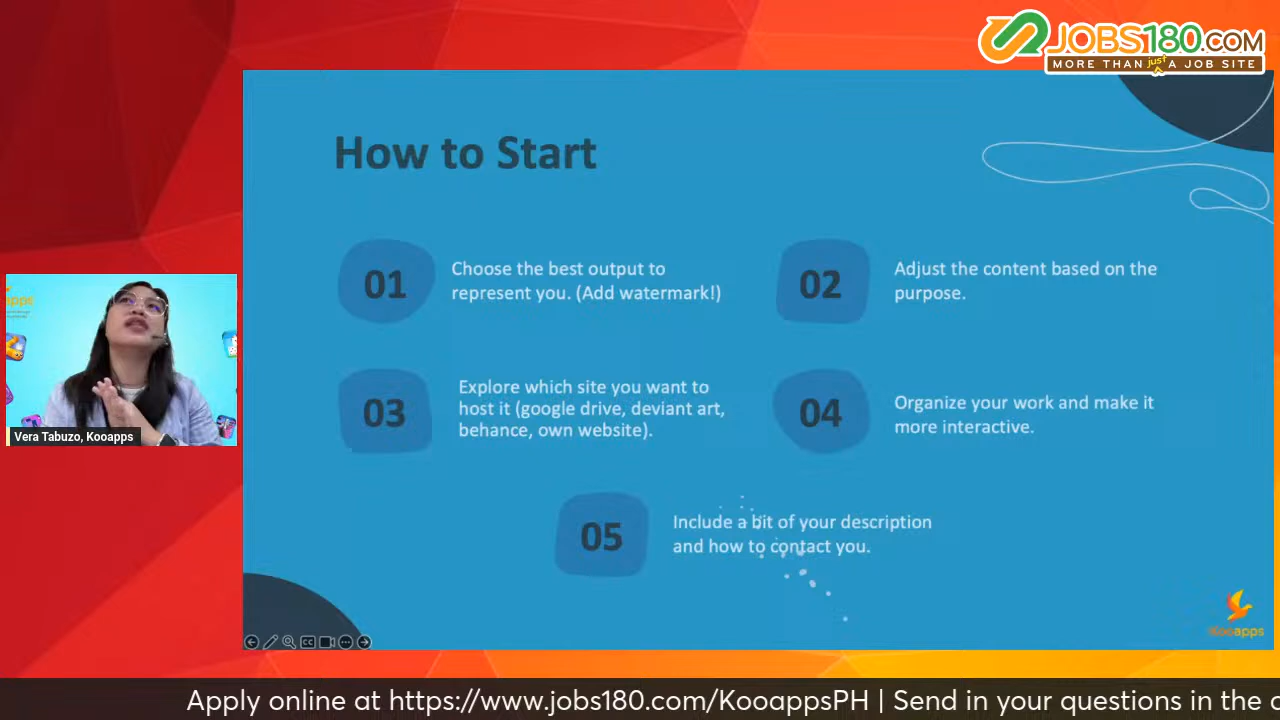 JOBS180.COM
MORE THAN just A JOB SITE
How to Start
01
Choose the best output to
represent you. (Add watermark!)
02
Adjust the content based on the
purpose.
03
Explore which site you want to
host it (google drive, deviant art,
behance, own website).
04
Organize your work and make it
more interactive.
05
Include a bit of your description
and how to contact you.
Vera Tabuzo, Kooapps
Kooapps
Apply online at https://www.jobs180.com/KooappsPH | Send in your questions in the